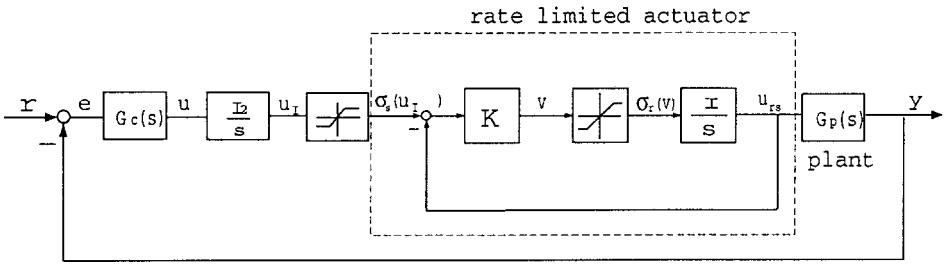 rate limited actuator
r
e
Gc(s)
u
I2
s
uI
σs(uI )
K
v
σr(v)
I
s
urs
Gp(s)
y
−
−
plant